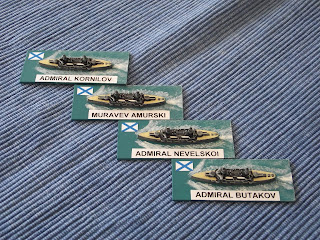 ADMIRAL KORNILOV
MURAVEV AMURSKI
ADMIRAL NEVELSKOI
ADMIRAL BUTAKOV